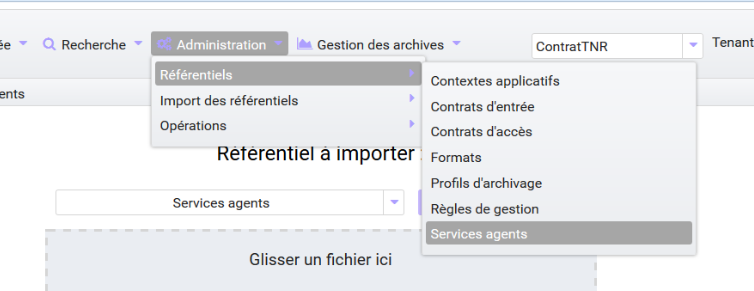 ée Recherche Administration Gestion des archives ContratTNR Tenant
Référentiels
Import des référentiels
Opérations
Contextes applicatifs
Contrats d'entrée
Contrats d'accès
Formats
Profils d'archivage
Règles de gestion
Services agents
ents
Référentiel à importer
Services agents
Glisser un fichier ici